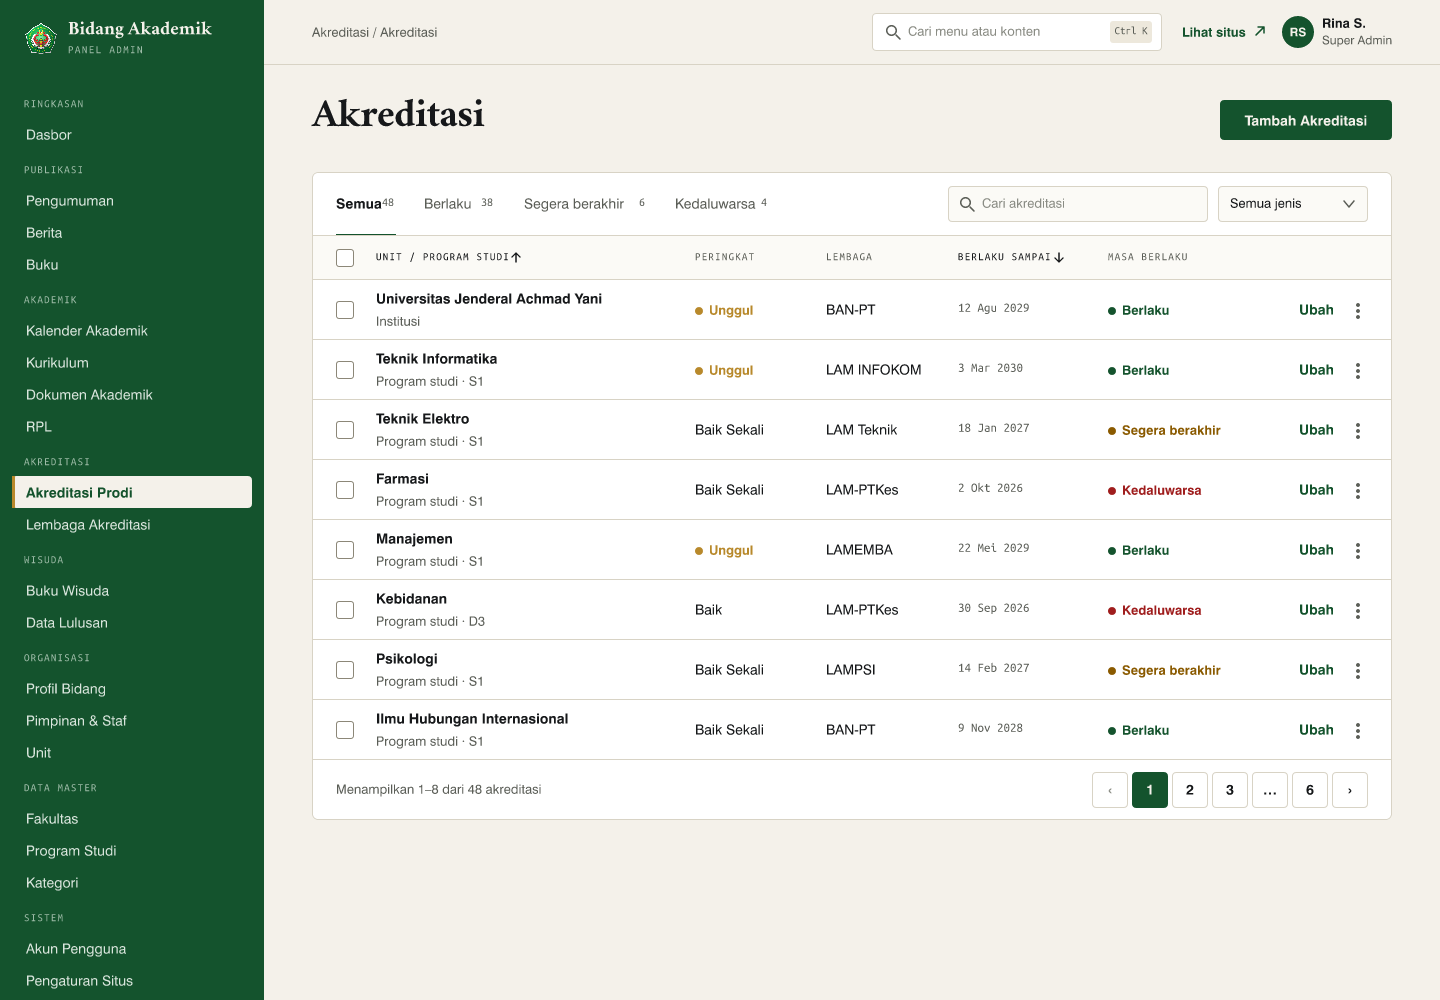 Bidang Akademik
PANEL ADMIN
RINGKASAN
Dasbor
PUBLIKASI
Pengumuman
Berita
Buku
AKADEMIK
Kalender Akademik
Kurikulum
Dokumen Akademik
RPL
AKREDITASI
Akreditasi Prodi
Lembaga Akreditasi
WISUDA
Buku Wisuda
Data Lulusan
ORGANISASI
Profil Bidang
Pimpinan & Staf
Unit
DATA MASTER
Fakultas
Program Studi
Kategori
SISTEM
Akun Pengguna
Pengaturan Situs
Akreditasi / Akreditasi
Cari menu atau konten Ctrl K
Lihat situs
RS
Rina S.
Super Admin
Akreditasi
Tambah Akreditasi
Semua 48 Berlaku 38 Segera berakhir 6 Kedaluwarsa 4
Cari akreditasi
Semua jenis
UNIT / PROGRAM STUDI PERINGKAT LEMBAGA BERLAKU SAMPAI MASA BERLAKU
Universitas Jenderal Achmad Yani
Institusi
Unggul BAN-PT 12 Agu 2029 Berlaku Ubah
Teknik Informatika
Program studi · S1
Unggul LAM INFOKOM 3 Mar 2030 Berlaku Ubah
Teknik Elektro
Program studi · S1
Baik Sekali LAM Teknik 18 Jan 2027 Segera berakhir Ubah
Farmasi
Program studi · S1
Baik Sekali LAM-PTKes 2 Okt 2026 Kedaluwarsa Ubah
Manajemen
Program studi · S1
Unggul LAMEMBA 22 Mei 2029 Berlaku Ubah
Kebidanan
Program studi · D3
Baik LAM-PTKes 30 Sep 2026 Kedaluwarsa Ubah
Psikologi
Program studi · S1
Baik Sekali LAMPSI 14 Feb 2027 Segera berakhir Ubah
Ilmu Hubungan Internasional
Program studi · S1
Baik Sekali BAN-PT 9 Nov 2028 Berlaku Ubah
Menampilkan 1–8 dari 48 akreditasi
‹ 1 2 3 … 6 ›